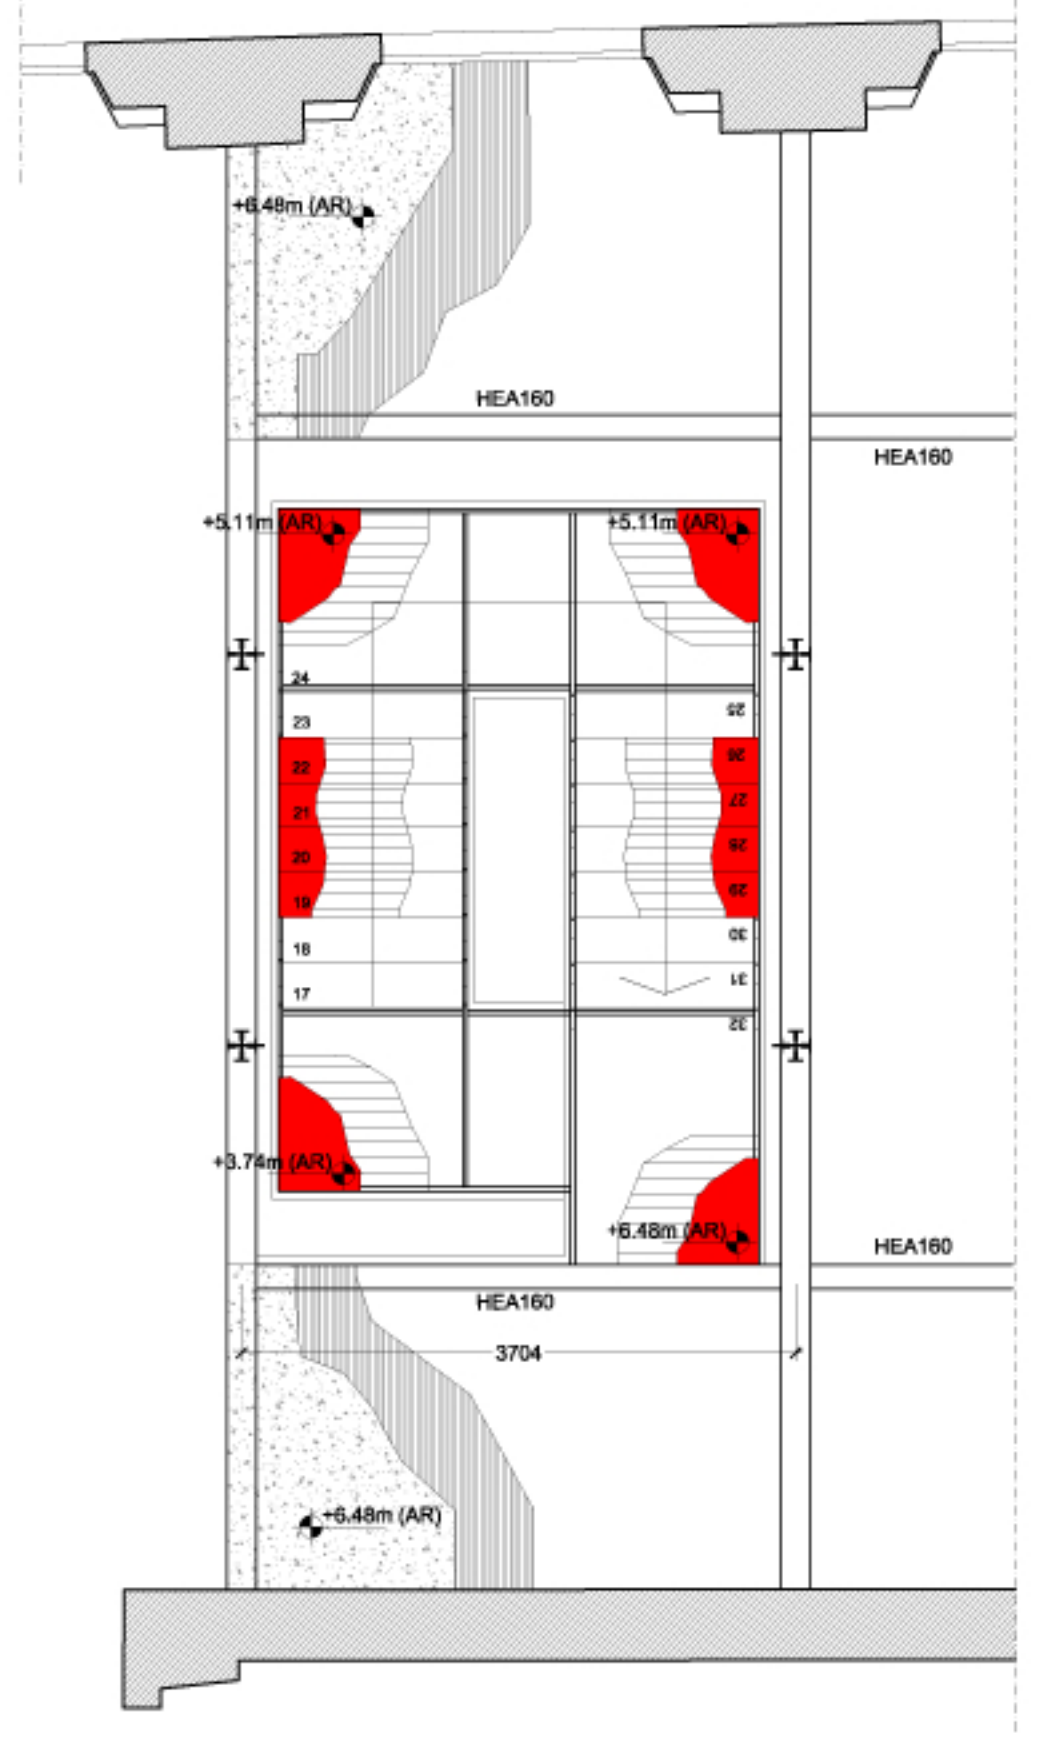 +6.48m (AR)
HEA160
HEA160
+5.11m (AR)
+5.11m (AR)
24
25
23
26
22
27
21
28
20
29
19
30
18
31
17
32
+3.74m (AR)
+6.48m (AR)
HEA160
HEA160
3704
+6.48m (AR)